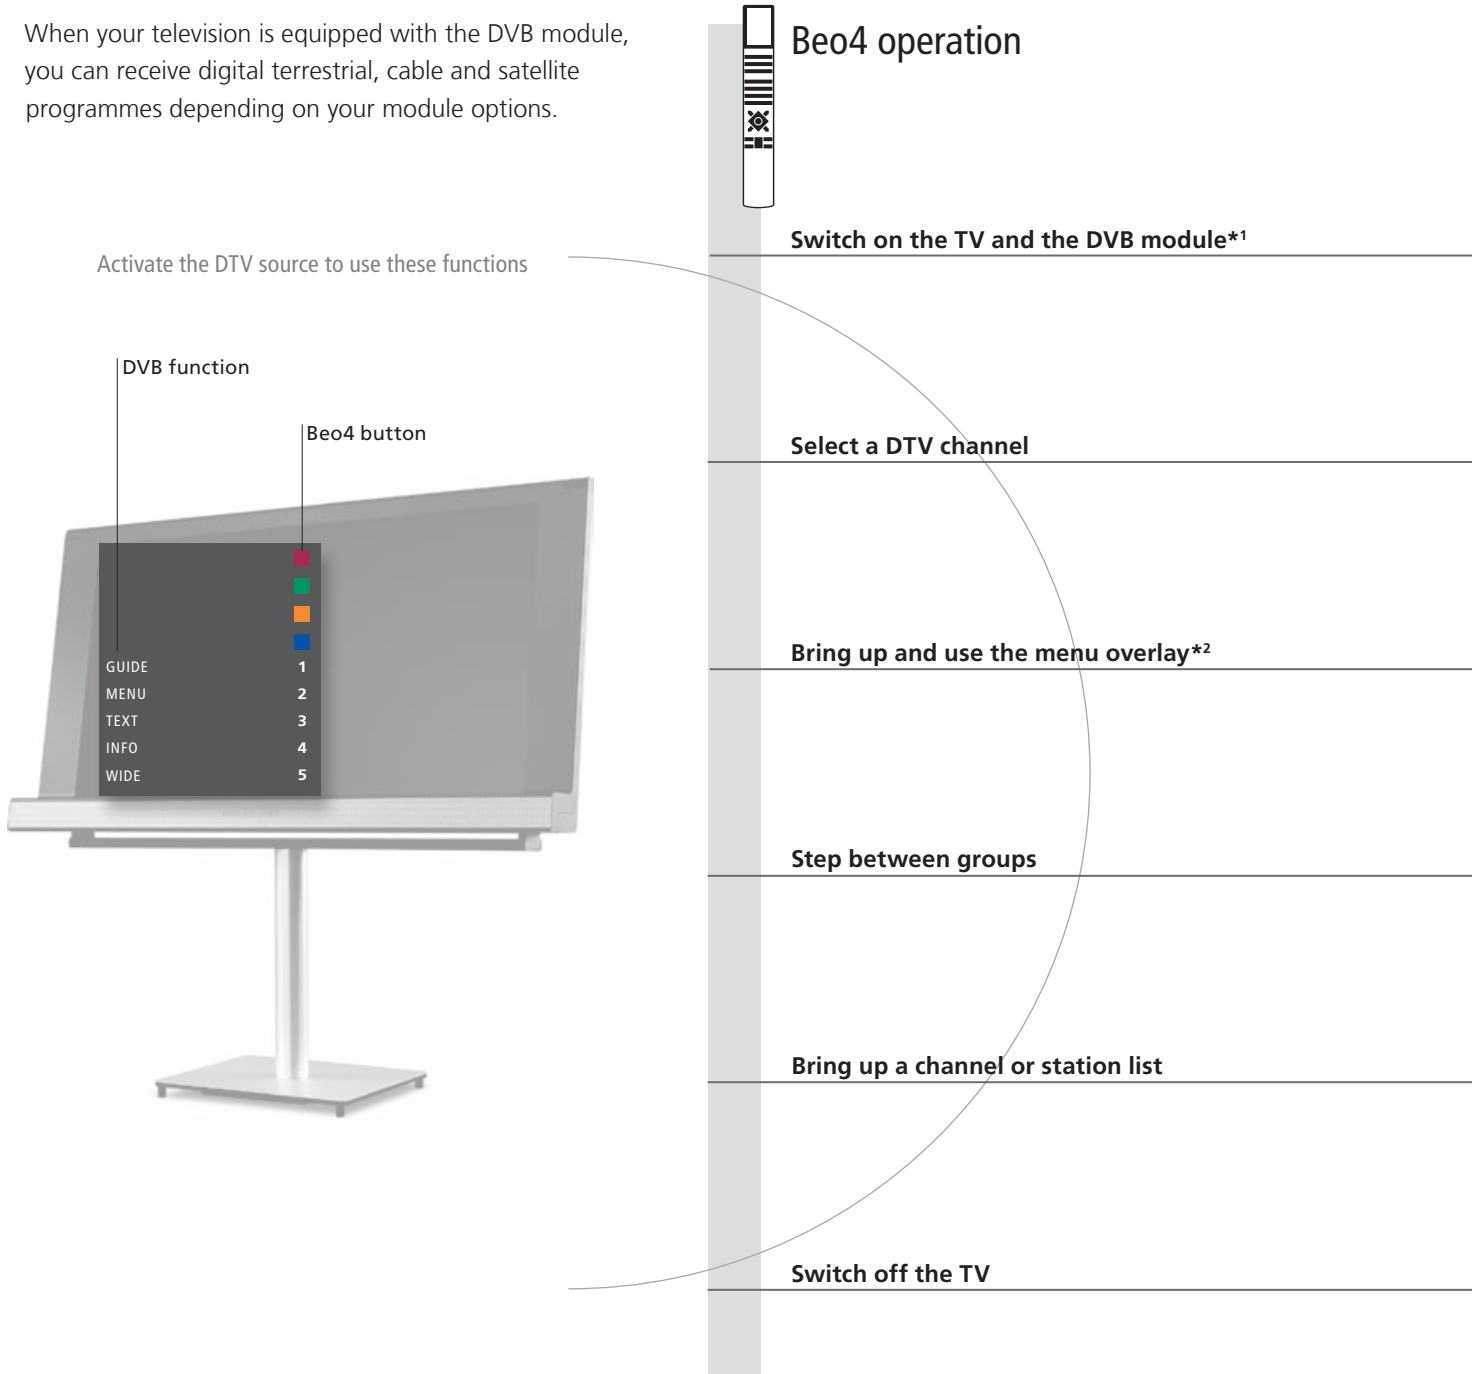 When your television is equipped with the DVB module,
you can receive digital terrestrial, cable and satellite
programmes depending on your module options.
Activate the DTV source to use these functions
DVB function
Beo4 button
GUIDE 1
MENU 2
TEXT 3
INFO 4
WIDE 5
Beo4 operation
Switch on the TV and the DVB module*1
Select a DTV channel
Bring up and use the menu overlay*2
Step between groups
Bring up a channel or station list
Switch off the TV